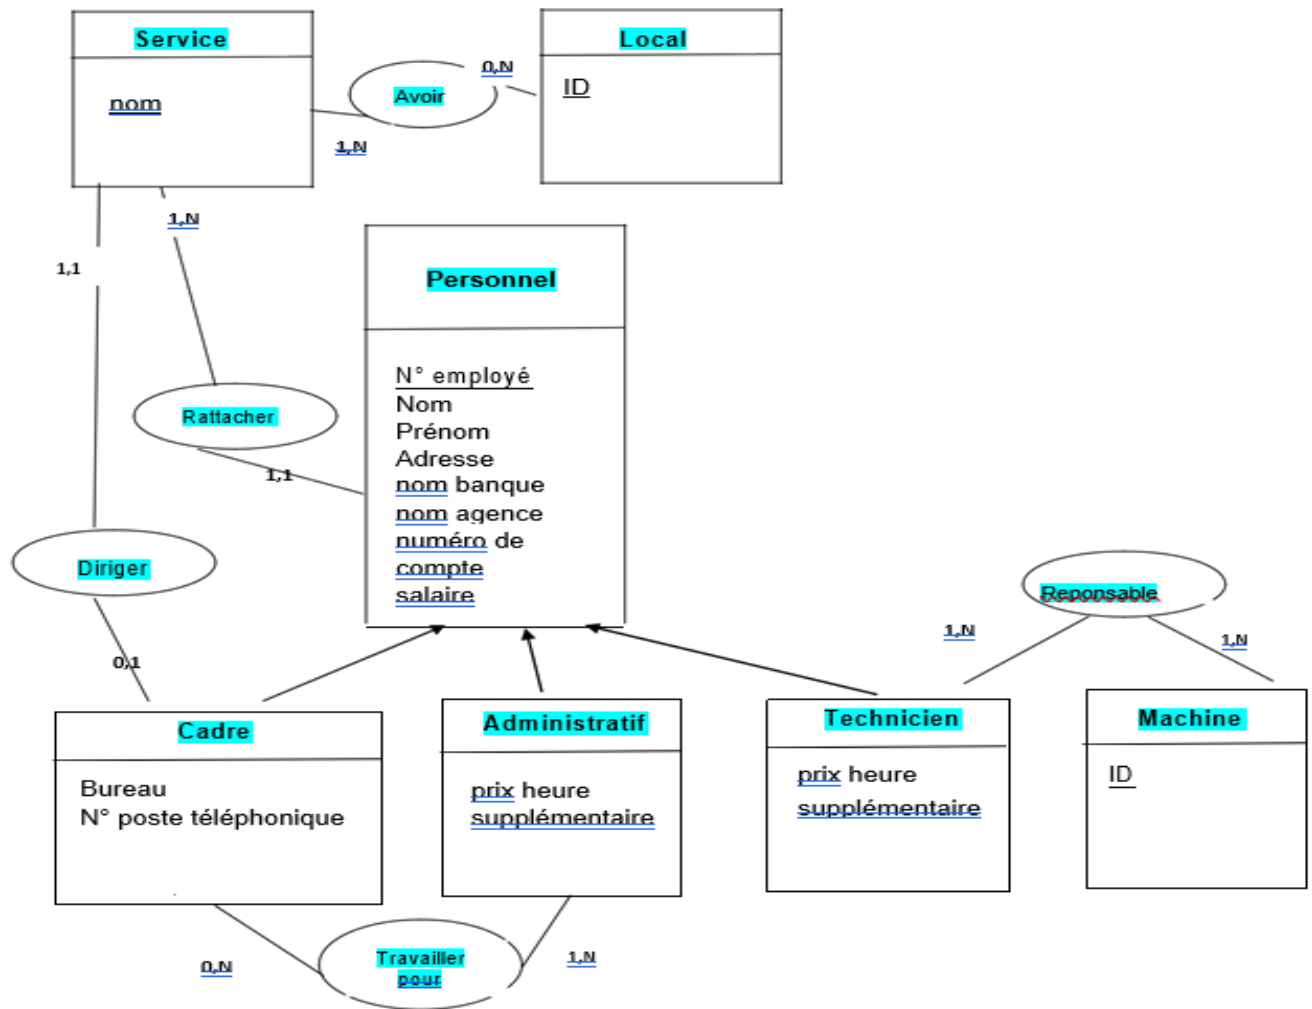 Service
nom
Avoir
0,N
1,N
Local
ID
1,1
1,N
Personnel
N° employé
Nom
Prénom
Adresse
nom banque
nom agence
numéro de
compte
salaire
Rattacher
1,1
Diriger
0,1
Reponsable
1,N
1,N
Cadre
Bureau
N° poste téléphonique
Administratif
prix heure
supplémentaire
Technicien
prix heure
supplémentaire
Machine
ID
0,N
Travailler
pour
1,N